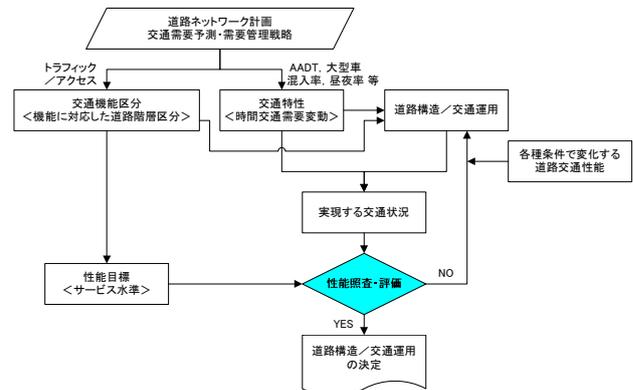 道路ネットワーク計画
交通需要予測・需要管理戦略
トラフィック
／アクセス
AADT，大型車
混入率，昼夜率 等
交通機能区分
＜機能に対応した道路階層区分＞
交通特性
＜時間交通需要変動＞
道路構造／交通運用
各種条件で変化する
道路交通性能
実現する交通状況
性能目標
＜サービス水準＞
性能照査・評価
NO
YES
道路構造／交通運用
の決定